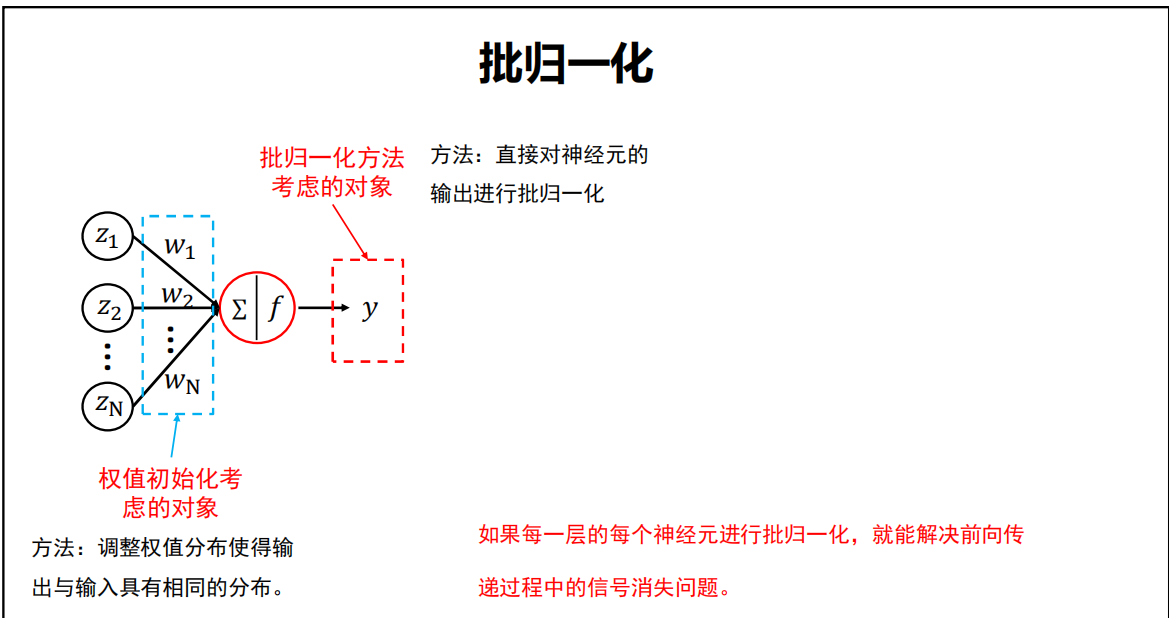 批归一化
批归一化方法
考虑的对象
方法：直接对神经元的
输出进行批归一化
z₁
w₁
z₂
w₂
⋮
⋮
z_N
w_N
∑ | f
y
权值初始化考
虑的对象
方法：调整权值分布使得输
出与输入具有相同的分布。
如果每一层的每个神经元进行批归一化，就能解决前向传
递过程中的信号消失问题。